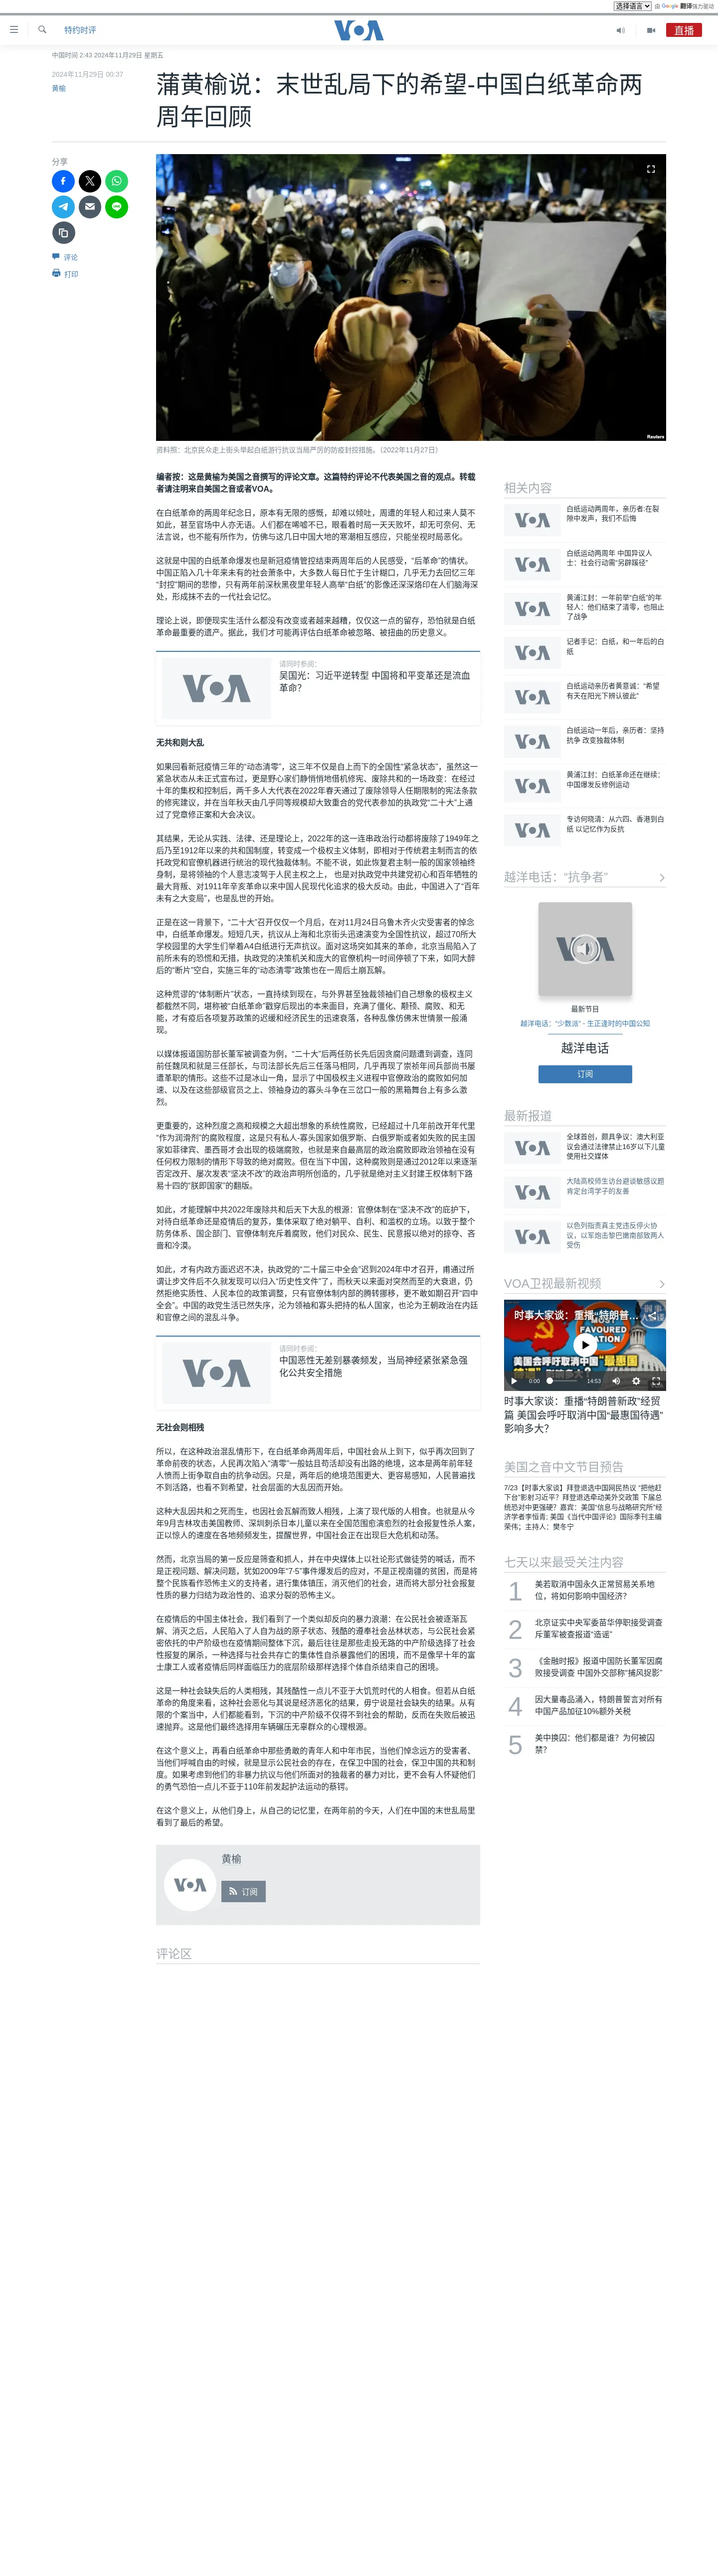 选择语言 由 Google 翻译强力驱动
特约时评
VOA
直播
中国时间 2:43 2024年11月29日 星期五
2024年11月29日 00:37
黄榆
蒲黄榆说：末世乱局下的希望-中国白纸革命两
周年回顾
分享
评论
打印
Reuters
资料照：北京民众走上街头举起白纸游行抗议当局严厉的防疫封控措施。（2022年11月27日）
编者按：这是黄榆为美国之音撰写的评论文章。这篇特约评论不代表美国之音的观点。转载
者请注明来自美国之音或者VOA。
在白纸革命的两周年纪念日，原本有无限的感慨，却难以倾吐，周遭的年轻人和过来人莫不
如此，甚至官场中人亦无语。人们都在唏嘘不已，眼看着时局一天天败坏，却无可奈何、无
法言说，也不能有所作为，仿佛与这几日中国大地的寒潮相互感应，只能坐视时局恶化。
这就是中国的白纸革命爆发也是新冠疫情管控结束两周年后的人民感受，“后革命”的情状。
中国正陷入几十年来未有的社会萧条中，大多数人每日忙于生计糊口，几乎无力去回忆三年
“封控”期间的悲惨，只有两年前深秋黑夜里年轻人高举“白纸”的影像还深深烙印在人们脑海深
处，形成抹不去的一代社会记忆。
理论上说，即便现实生活什么都没有改变或者越来越糟，仅仅这一点的留存，恐怕就是白纸
革命最重要的遗产。据此，我们才可能再评估白纸革命被忽略、被扭曲的历史意义。
请同时参阅：
吴国光：习近平逆转型 中国将和平变革还是流血
革命？
无共和则大乱
如果回看新冠疫情三年的“动态清零”，这三年不仅是自上而下的全国性“紧急状态”，虽然这一
紧急状态从未正式宣布过，更是野心家们静悄悄地借机修宪、废除共和的一场政变：在经过
十年的集权和控制后，两千多人大代表在2022年春天通过了废除领导人任期限制的宪法条款
的修宪建议，并在当年秋天由几乎同等规模却大致重合的党代表参加的执政党“二十大”上通
过了党章修正案和大会决议。
其结果，无论从实践、法律、还是理论上，2022年的这一连串政治行动都将废除了1949年之
后乃至1912年以来的共和国制度，转变成一个极权主义体制，即相对于传统君主制而言的依
托政党和官僚机器进行统治的现代独裁体制。不能不说，如此恢复君主制一般的国家领袖终
身制，是将领袖的个人意志凌驾于人民主权之上， 也是对执政党中共建党初心和百年牺牲的
最大背叛、对1911年辛亥革命以来中国人民现代化追求的极大反动。由此，中国进入了“百年
未有之大变局”，也是乱世的开始。
正是在这一背景下，“二十大”召开仅仅一个月后，在对11月24日乌鲁木齐火灾受害者的悼念
中，白纸革命爆发。短短几天，抗议从上海和北京街头迅速演变为全国性抗议，超过70所大
学校园里的大学生们举着A4白纸进行无声抗议。面对这场突如其来的革命，北京当局陷入了
前所未有的恐慌和无措，执政党的决策机关和庞大的官僚机构一时间停顿了下来，如同大醉
后的“断片”空白，实施三年的“动态清零”政策也在一周后土崩瓦解。
这种荒谬的“体制断片”状态，一直持续到现在，与外界甚至独裁领袖们自己想象的极权主义
都截然不同，堪称被“白纸革命”戳穿后现出的本来面目，充满了僵化、颟顸、腐败、和无
能，才有疫后各项复苏政策的迟缓和经济民生的迅速衰落，各种乱像仿佛末世情景一般涌
现。
以媒体报道国防部长董军被调查为例，“二十大”后两任防长先后因贪腐问题遭到调查，连同
前任魏凤和就是三任部长，与司法部长先后三任落马相同，几乎再现了崇祯年间兵部尚书屡
遭革职的情形。这些不过是冰山一角，显示了中国极权主义进程中官僚政治的腐败如何加
速、以及在这些部级官员之上、领袖身边的寡头斗争在三岔口一般的黑箱舞台上有多么激
烈。
更重要的，这种烈度之高和规模之大超出想象的系统性腐败，已经超过十几年前改开年代里
“作为润滑剂”的腐败程度，这是只有私人-寡头国家如俄罗斯、白俄罗斯或者如失败的民主国
家如菲律宾、墨西哥才会出现的极端腐败，也就是来自最高层的政治腐败即政治领袖在没有
任何权力限制的情形下导致的绝对腐败。但在当下中国，这种腐败则是通过2012年以来逐渐
否定改开、屡次发表“坚决不改”的政治声明所创造的，几乎就是绝对主义封建王权体制下路
易十四的“朕即国家”的翻版。
如此，才能理解中共2022年废除共和后天下大乱的根源：官僚体制在“坚决不改”的庇护下，
对待白纸革命还是疫情后的复苏，集体采取了绝对躺平、自利、和滥权的立场。以致于整个
防务体系、国企部门、官僚体制充斥着腐败，他们对民众、民生、民意报以绝对的掠夺、吝
啬和冷漠。
如此，才有内政方面迟迟不决，执政党的“二十届三中全会”迟到2024年中才召开，甫通过所
谓让步文件后不久就发现可以归入“历史性文件”了，而秋天以来面对突然而至的大衰退，仍
然拒绝实质性、人民本位的政策调整，只有官僚体制内部的腾转挪移，更不敢如期召开“四中
全会”。中国的政党生活已然失序，沦为领袖和寡头把持的私人国家，也沦为王朝政治在内廷
和官僚之间的混乱斗争。
请同时参阅：
中国恶性无差别暴袭频发，当局神经紧张紧急强
化公共安全措施
无社会则相残
所以，在这种政治混乱情形下，在白纸革命两周年后，中国社会从上到下，似乎再次回到了
革命前夜的状态，人民再次陷入“清零”一般姑且苟活却没有出路的绝境，这本是两年前年轻
人愤而上街争取自由的抗争动因。只是，两年后的绝境范围更大、更容易感知，人民普遍找
不到活路，也看不到希望，社会层面的大乱因而开始。
这种大乱因共和之死而生，也因社会瓦解而致人相残，上演了现代版的人相食。也就是从今
年9月吉林攻击美国教师、深圳刺杀日本儿童以来在全国范围愈演愈烈的社会报复性杀人案，
正以惊人的速度在各地频频发生，提醒世界，中国社会正在出现巨大危机和动荡。
然而，北京当局的第一反应是筛查和抓人，并在中央媒体上以社论形式做徒劳的喊话，而不
是正视问题、解决问题，犹如2009年“7·5”事件爆发后的应对，不是正视南疆的贫困，而是将
整个民族看作恐怖主义的支持者，进行集体镇压，消灭他们的社会，进而将大部分社会报复
性质的暴力归结为政治性的、追求分裂的恐怖主义。
在疫情后的中国主体社会，我们看到了一个类似却反向的暴力浪潮：在公民社会被逐渐瓦
解、消灭之后，人民陷入了人自为战的原子状态、残酷的遵奉社会丛林状态，与公民社会紧
密依托的中产阶级也在疫情期间整体下沉，最后往往是那些走投无路的中产阶级选择了社会
性报复的屠杀，一种选择与社会共存亡的集体性自杀暴露他们的困境，而不是像早十年的富
士康工人或者疫情后同样面临压力的底层阶级那样选择个体自杀结束自己的困境。
这是一种社会缺失后的人类相残，其残酷性一点儿不亚于大饥荒时代的人相食。但若从白纸
革命的角度来看，这种社会恶化与其说是经济恶化的结果，毋宁说是社会缺失的结果。从有
限的个案当中，人们都能看到，下沉的中产阶级不仅得不到社会的帮助，反而在失败后被迅
速抛弃。这是他们最终选择用车辆碾压无辜群众的心理根源。
在这个意义上，再看白纸革命中那些勇敢的青年人和中年市民，当他们悼念远方的受害者、
当他们呼喊自由的时候，就是显示公民社会的存在，在保卫中国的社会，保卫中国的共和制
度。如果考虑到他们的非暴力抗议与他们所面对的独裁者的暴力对比，更不会有人怀疑他们
的勇气恐怕一点儿不亚于110年前发起护法运动的蔡锷。
在这个意义上，从他们身上，从自己的记忆里，在两年前的今天，人们在中国的末世乱局里
看到了最后的希望。
黄榆
订阅
评论区
相关内容
白纸运动两周年，亲历者:在裂
隙中发声，我们不后悔
白纸运动两周年 中国异议人
士：社会行动需“另辟蹊径”
黄浦江封：一年前举“白纸”的年
轻人：他们结束了清零，也阻止
了战争
记者手记：白纸，和一年后的白
纸
白纸运动亲历者黄意诚：“希望
有天在阳光下辨认彼此”
白纸运动一年后，亲历者：坚持
抗争 改变独裁体制
黄浦江封：白纸革命还在继续：
中国爆发反修例运动
专访何晓清：从六四、香港到白
纸 以记忆作为反抗
越洋电话：“抗争者”
最新节目
越洋电话：“少数派” - 生正逢时的中国公知
越洋电话
订阅
最新报道
全球首创，颇具争议：澳大利亚
议会通过法律禁止16岁以下儿童
使用社交媒体
大陆高校师生访台避谈敏感议题
肯定台湾学子的友善
以色列指责真主党违反停火协
议，以军炮击黎巴嫩南部致两人
受伤
VOA卫视最新视频
时事大家谈：重播“特朗普…
MOST
FAVOURED
NATION
美国会呼吁取消中国“最惠国
0:00
14:53
时事大家谈：重播“特朗普新政”经贸
篇 美国会呼吁取消中国“最惠国待遇”
影响多大？
美国之音中文节目预告
7/23【时事大家谈】拜登退选中国网民热议 “把他赶
下台”影射习近平？拜登退选牵动美外交政策 下届总
统恐对中更强硬？嘉宾：美国“信息与战略研究所”经
济学者李恒青; 美国《当代中国评论》国际季刊主编
荣伟；主持人：樊冬宁
七天以来最受关注内容
1 美若取消中国永久正常贸易关系地
位，将如何影响中国经济？
2 北京证实中央军委苗华停职接受调查
斥董军被查报道“造谣”
3 《金融时报》报道中国防长董军因腐
败接受调查 中国外交部称“捕风捉影”
4 因大量毒品涌入，特朗普誓言对所有
中国产品加征10%额外关税
5 美中换囚：他们都是谁？为何被囚
禁？